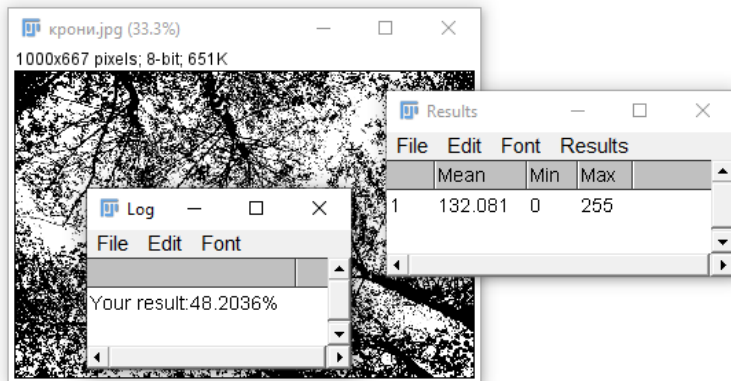 крони.jpg (33.3%)
1000x667 pixels; 8-bit; 651K
Results
File Edit Font Results
Mean Min Max
1 132.081 0 255
Log
File Edit Font
Your result:48.2036%